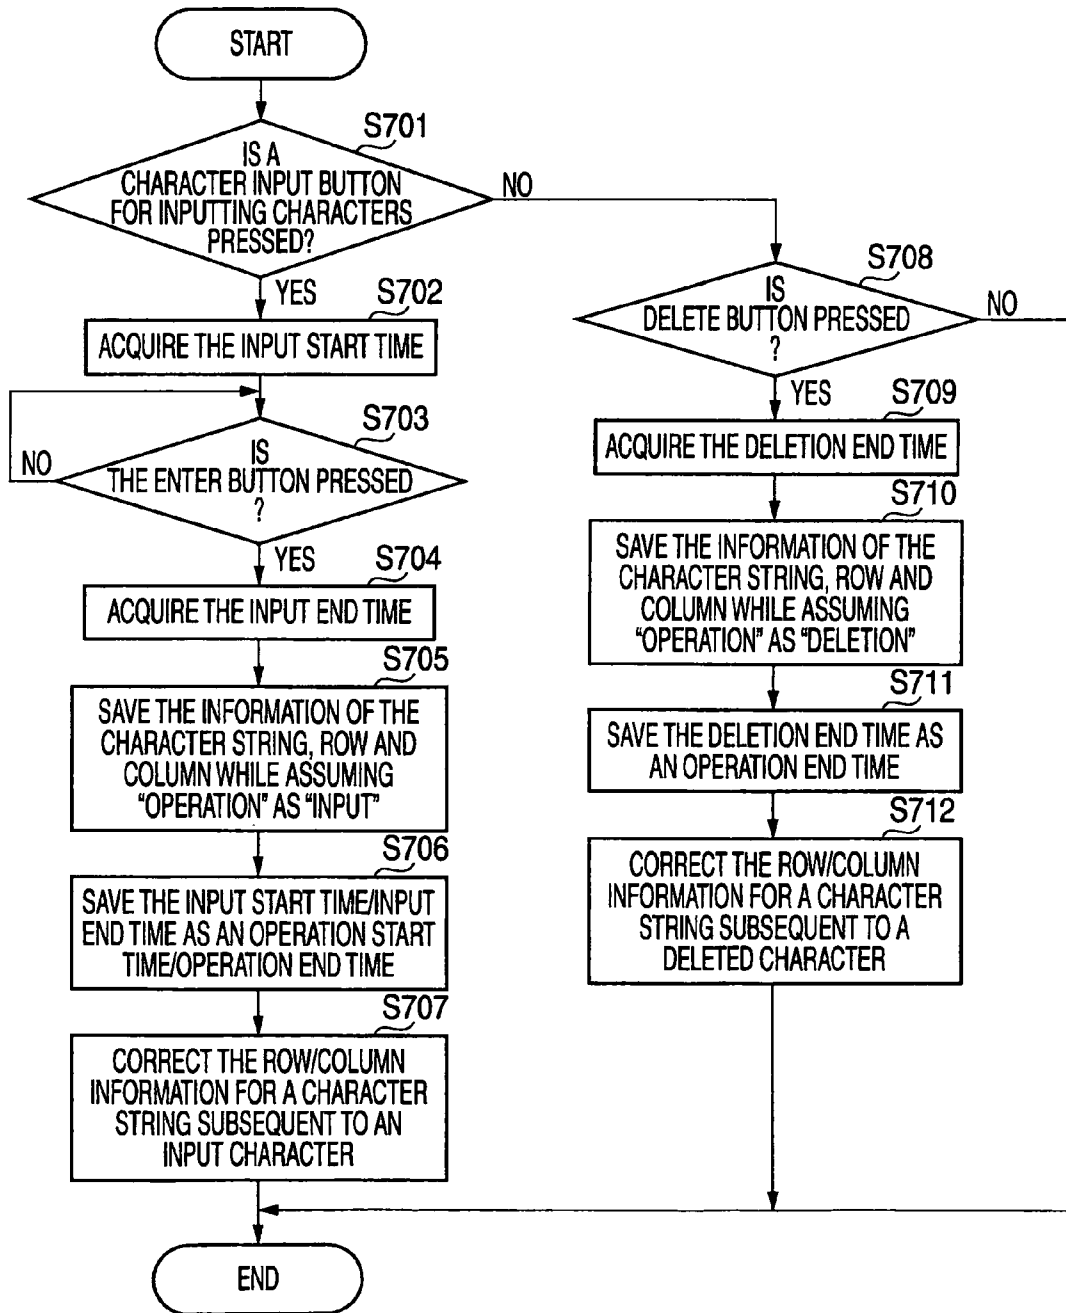 START
S701
IS A
CHARACTER INPUT BUTTON
FOR INPUTTING CHARACTERS
PRESSED?
NO
YES
S702
ACQUIRE THE INPUT START TIME
S703
IS
THE ENTER BUTTON PRESSED
?
NO
YES
S704
ACQUIRE THE INPUT END TIME
S705
SAVE THE INFORMATION OF THE
CHARACTER STRING, ROW AND
COLUMN WHILE ASSUMING
"OPERATION" AS "INPUT"
S706
SAVE THE INPUT START TIME/INPUT
END TIME AS AN OPERATION START
TIME/OPERATION END TIME
S707
CORRECT THE ROW/COLUMN
INFORMATION FOR A CHARACTER
STRING SUBSEQUENT TO AN
INPUT CHARACTER
END
S708
IS
DELETE BUTTON PRESSED
?
NO
YES
S709
ACQUIRE THE DELETION END TIME
S710
SAVE THE INFORMATION OF THE
CHARACTER STRING, ROW AND
COLUMN WHILE ASSUMING
"OPERATION" AS "DELETION"
S711
SAVE THE DELETION END TIME AS
AN OPERATION END TIME
S712
CORRECT THE ROW/COLUMN
INFORMATION FOR A CHARACTER
STRING SUBSEQUENT TO A
DELETED CHARACTER